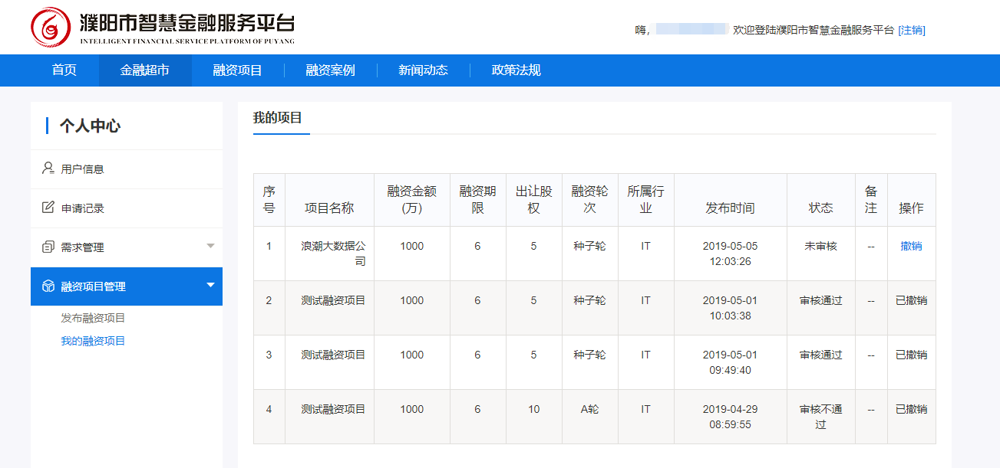 濮阳市智慧金融服务平台
INTELLIGENT FINANCIAL SERVICE PLATFORM OF PUYANG
嗨, 欢迎登陆濮阳市智慧金融服务平台 [注销]
首页 金融超市 融资项目 融资案例 新闻动态 政策法规
个人中心
用户信息
申请记录
需求管理
融资项目管理
发布融资项目
我的融资项目
我的项目
序号 项目名称 融资金额(万) 融资期限 出让股权 融资轮次 所属行业 发布时间 状态 备注 操作
1 浪潮大数据公司 1000 6 5 种子轮 IT 2019-05-05 12:03:26 未审核 -- 撤销
2 测试融资项目 1000 6 5 种子轮 IT 2019-05-01 10:03:38 审核通过 -- 已撤销
3 测试融资项目 1000 6 5 种子轮 IT 2019-05-01 09:49:40 审核通过 -- 已撤销
4 测试融资项目 1000 6 10 A轮 IT 2019-04-29 08:59:55 审核不通过 -- 已撤销